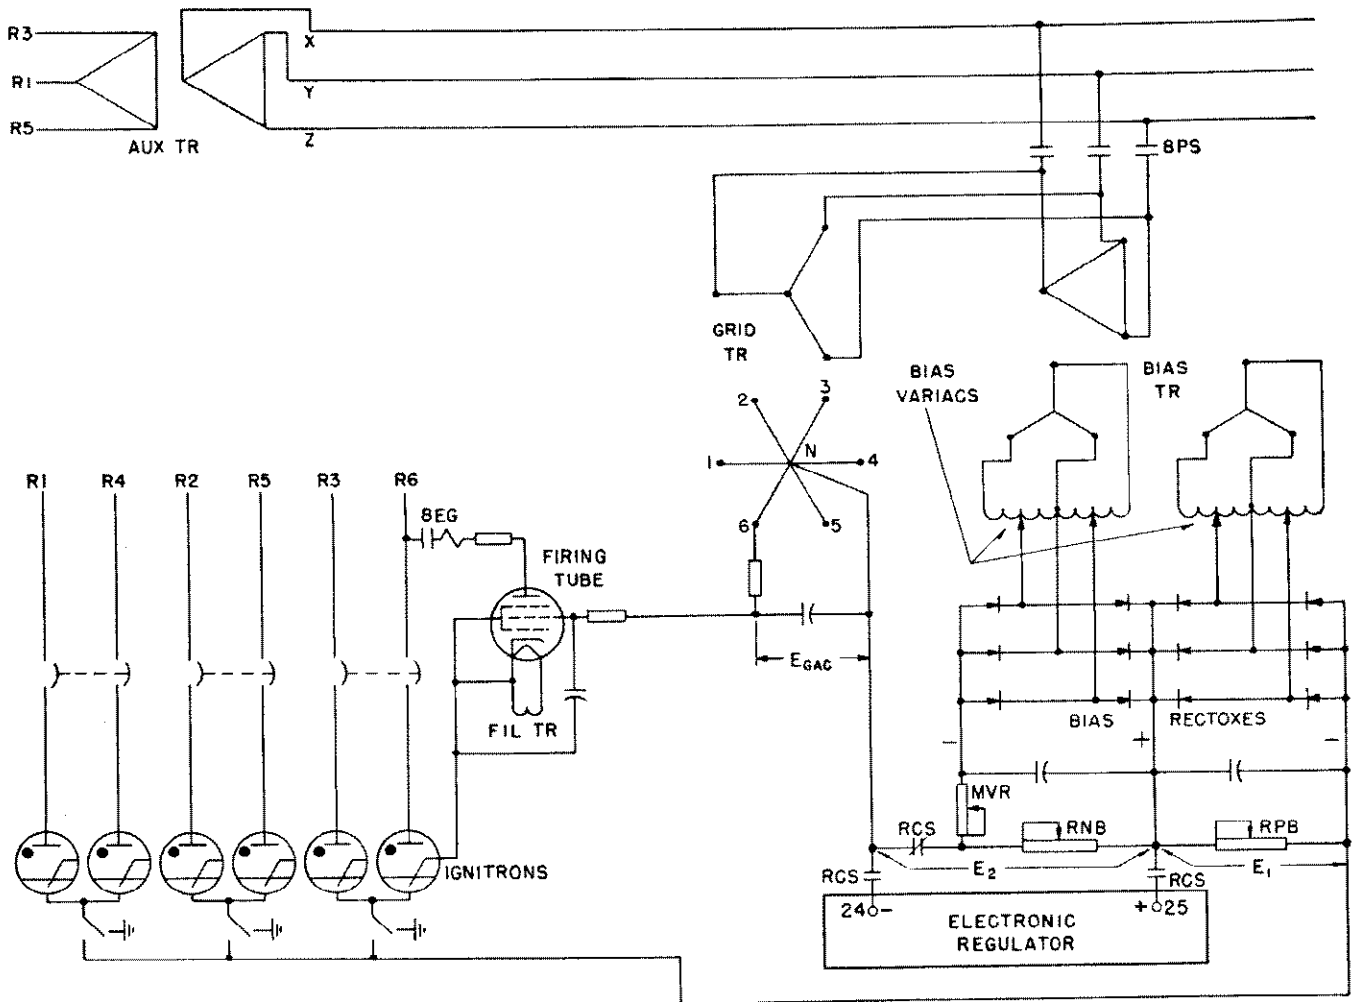 R3
R1
R5
AUX TR
X
Y
Z
8PS
GRID
TR
BIAS
VARIACS
BIAS
TR
1
2
3
4
5
6
N
R1
R4
R2
R5
R3
R6
8EG
FIRING
TUBE
FIL TR
EGAC
BIAS
RECTOXES
-
+
-
MVR
RCS
RNB
RPB
E2
E1
RCS
RCS
IGNITRONS
24 -
+ 25
ELECTRONIC
REGULATOR